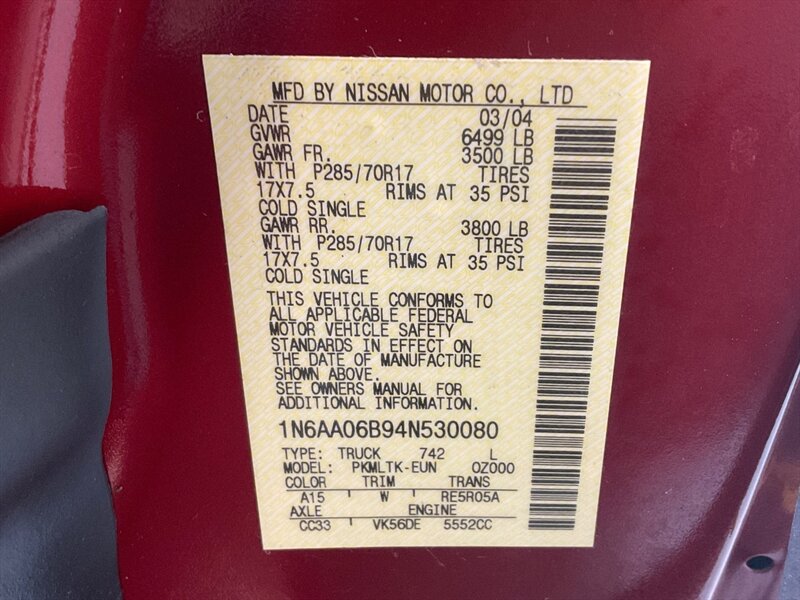 MFD BY NISSAN MOTOR CO., LTD
DATE 03/04
GVWR 6499 LB
GAWR FR. 3500 LB
WITH P285/70R17 TIRES
17X7.5 RIMS AT 35 PSI
COLD SINGLE
GAWR RR. 3800 LB
WITH P285/70R17 TIRES
17X7.5 RIMS AT 35 PSI
COLD SINGLE
THIS VEHICLE CONFORMS TO
ALL APPLICABLE FEDERAL
MOTOR VEHICLE SAFETY
STANDARDS IN EFFECT ON
THE DATE OF MANUFACTURE
SHOWN ABOVE.
SEE OWNERS MANUAL FOR
ADDITIONAL INFORMATION.
1N6AA06B94N530080
TYPE: TRUCK 742 L
MODEL: PKMLTK-EUN 0Z000
COLOR TRIM TRANS
A15 W RE5R05A
AXLE ENGINE
CC33 VK56DE 5552CC